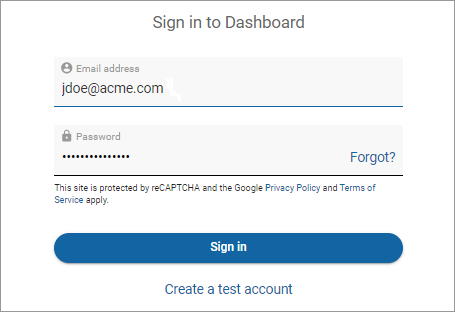 Sign in to Dashboard
Email address
jdoe@acme.com
Password
•••••••••••••••
Forgot?
This site is protected by reCAPTCHA and the Google Privacy Policy and Terms of
Service apply.
Sign in
Create a test account